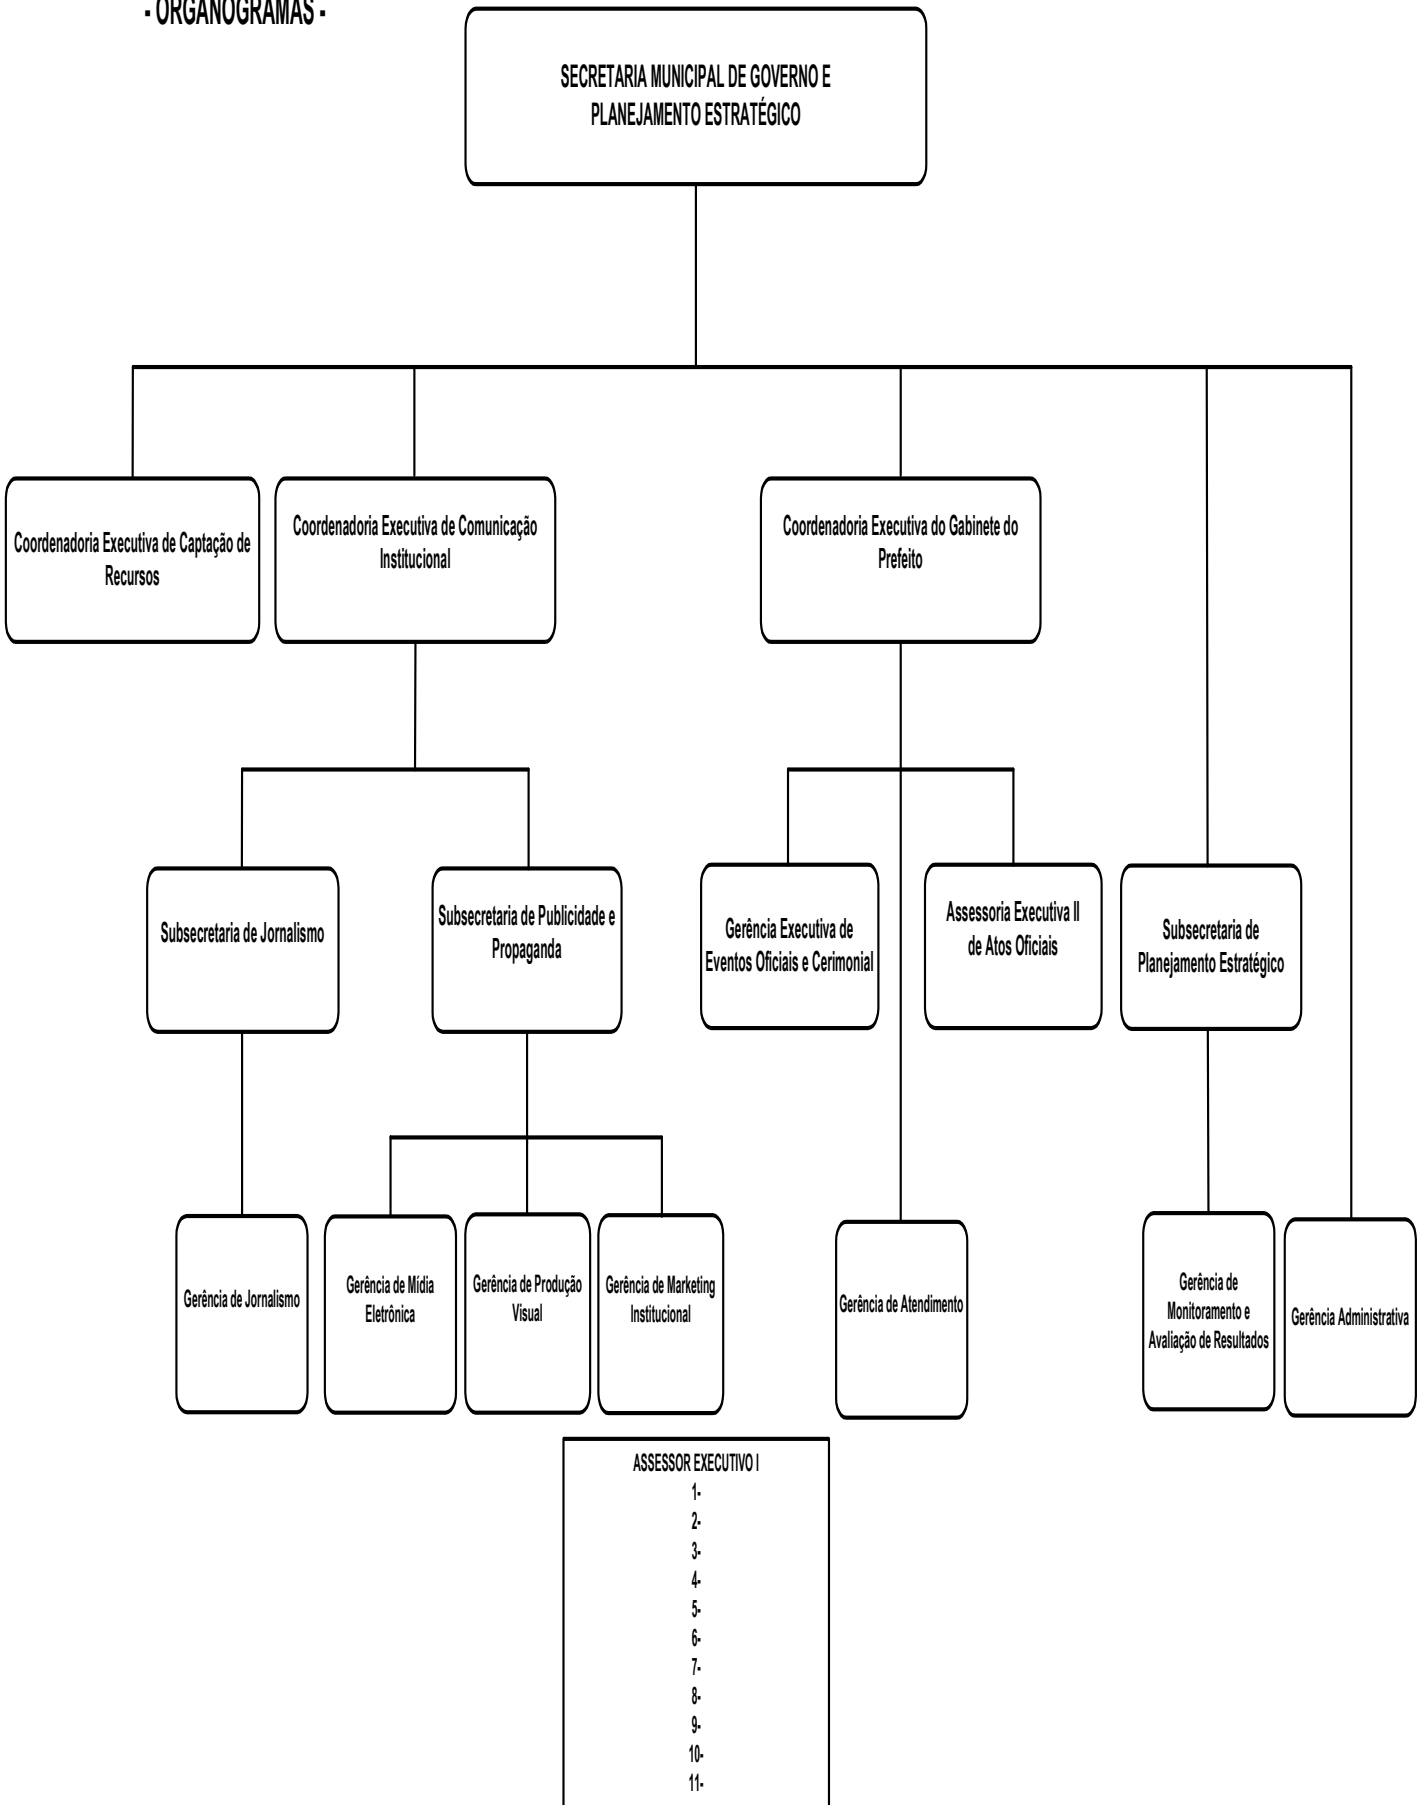 - ORGANOGRAMAS -
SECRETARIA MUNICIPAL DE GOVERNO E
PLANEJAMENTO ESTRATÉGICO
Coordenadoria Executiva de Captação de
Recursos
Coordenadoria Executiva de Comunicação
Institucional
Coordenadoria Executiva do Gabinete do
Prefeito
Subsecretaria de Jornalismo
Subsecretaria de Publicidade e
Propaganda
Gerência Executiva de
Eventos Oficiais e Cerimonial
Assessoria Executiva II
de Atos Oficiais
Subsecretaria de
Planejamento Estratégico
Gerência de Jornalismo
Gerência de Mídia
Eletrônica
Gerência de Produção
Visual
Gerência de Marketing
Institucional
Gerência de Atendimento
Gerência de
Monitoramento e
Avaliação de Resultados
Gerência Administrativa
ASSESSOR EXECUTIVO I
1-
2-
3-
4-
5-
6-
7-
8-
9-
10-
11-